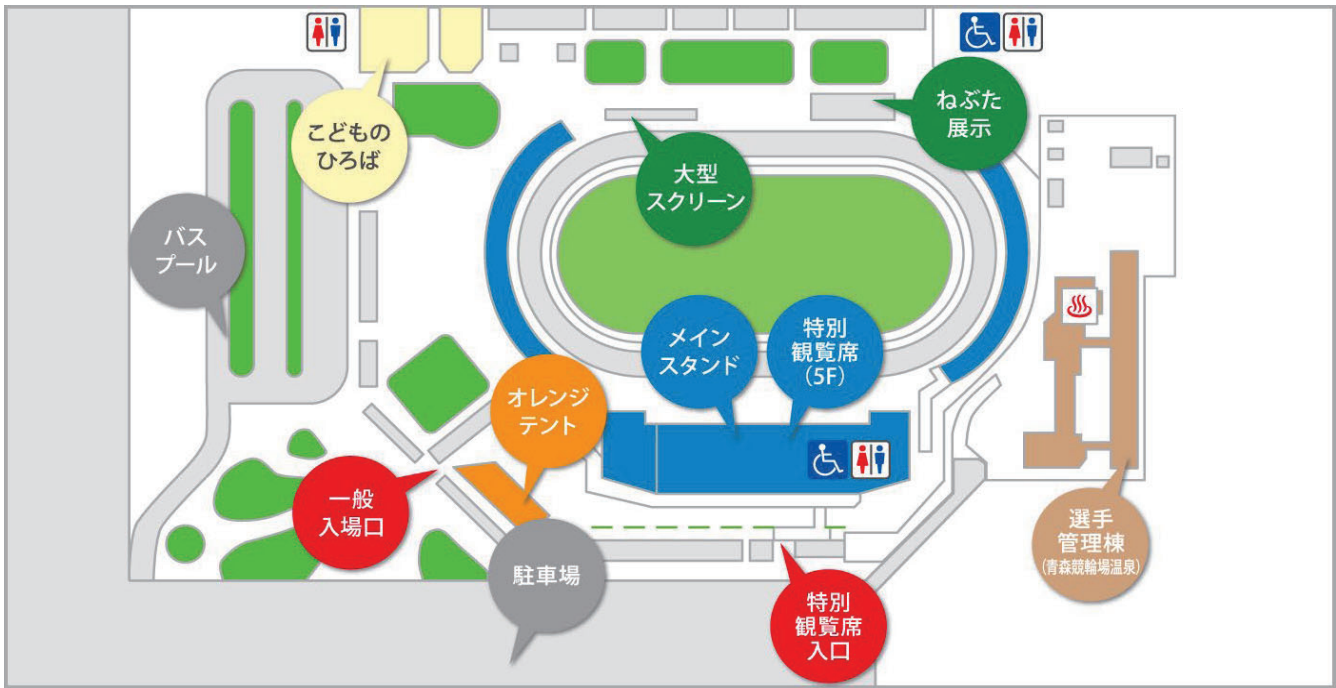 こどもの
ひろば
ねぶた
展示
大型
スクリーン
バス
プール
メイン
スタンド
特別
観覧席
(5F)
オレンジ
テント
一般
入場口
駐車場
特別
観覧席
入口
選手
管理棟
(青森競輪場温泉)